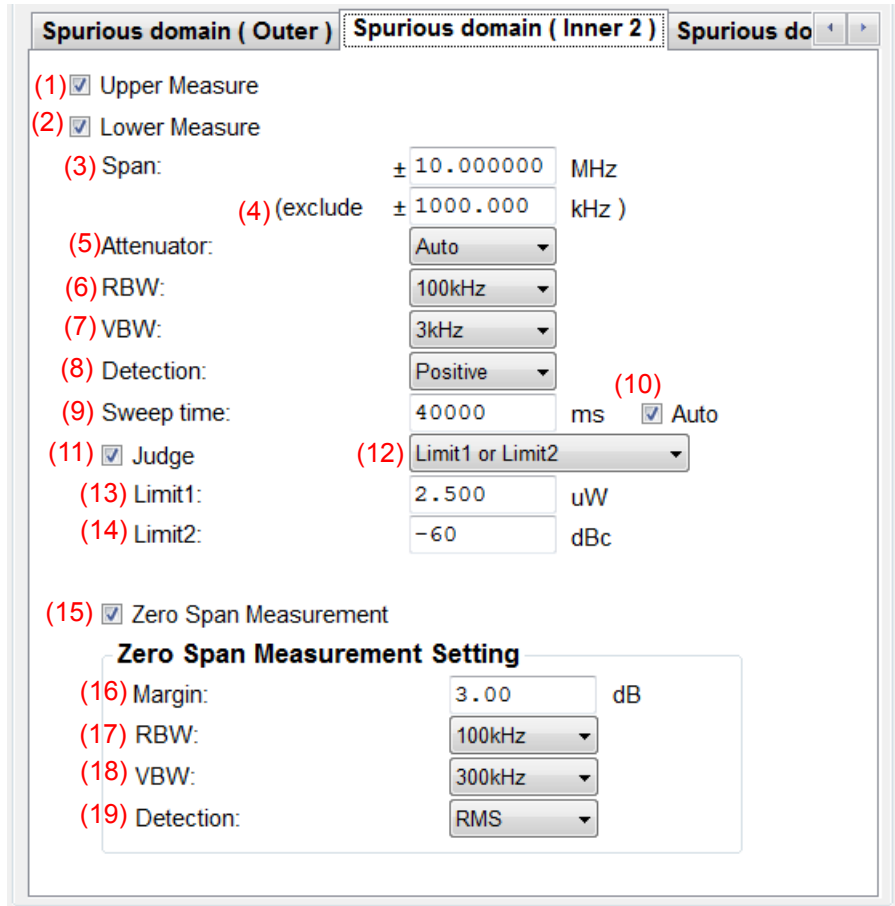 Spurious domain ( Outer ) Spurious domain ( Inner 2 ) Spurious do
(1) Upper Measure
(2) Lower Measure
(3) Span: ± 10.000000 MHz
(4) (exclude ± 1000.000 kHz )
(5) Attenuator: Auto
(6) RBW: 100kHz
(7) VBW: 3kHz
(8) Detection: Positive
(10)
(9) Sweep time: 40000 ms Auto
(11) Judge (12) Limit1 or Limit2
(13) Limit1: 2.500 uW
(14) Limit2: -60 dBc
(15) Zero Span Measurement
Zero Span Measurement Setting
(16) Margin: 3.00 dB
(17) RBW: 100kHz
(18) VBW: 300kHz
(19) Detection: RMS